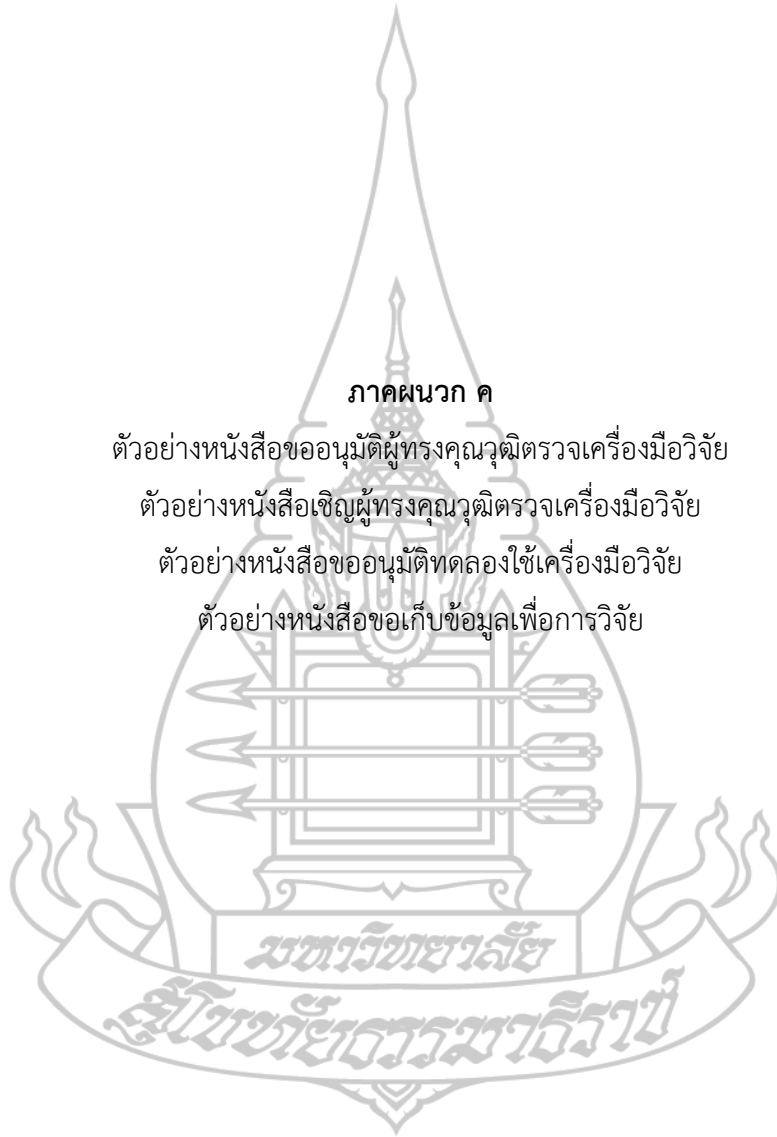 ภาคผนวก ค
ตัวอย่างหนังสือขออนุมัติผู้ทรงคุณวุฒิตรวจเครื่องมือวิจัย
ตัวอย่างหนังสือเชิญผู้ทรงคุณวุฒิตรวจเครื่องมือวิจัย
ตัวอย่างหนังสือขออนุมัติทดลองใช้เครื่องมือวิจัย
ตัวอย่างหนังสือขอเก็บข้อมูลเพื่อการวิจัย
มหาวิทยาลัย
สุโขทัยธรรมาธิราช